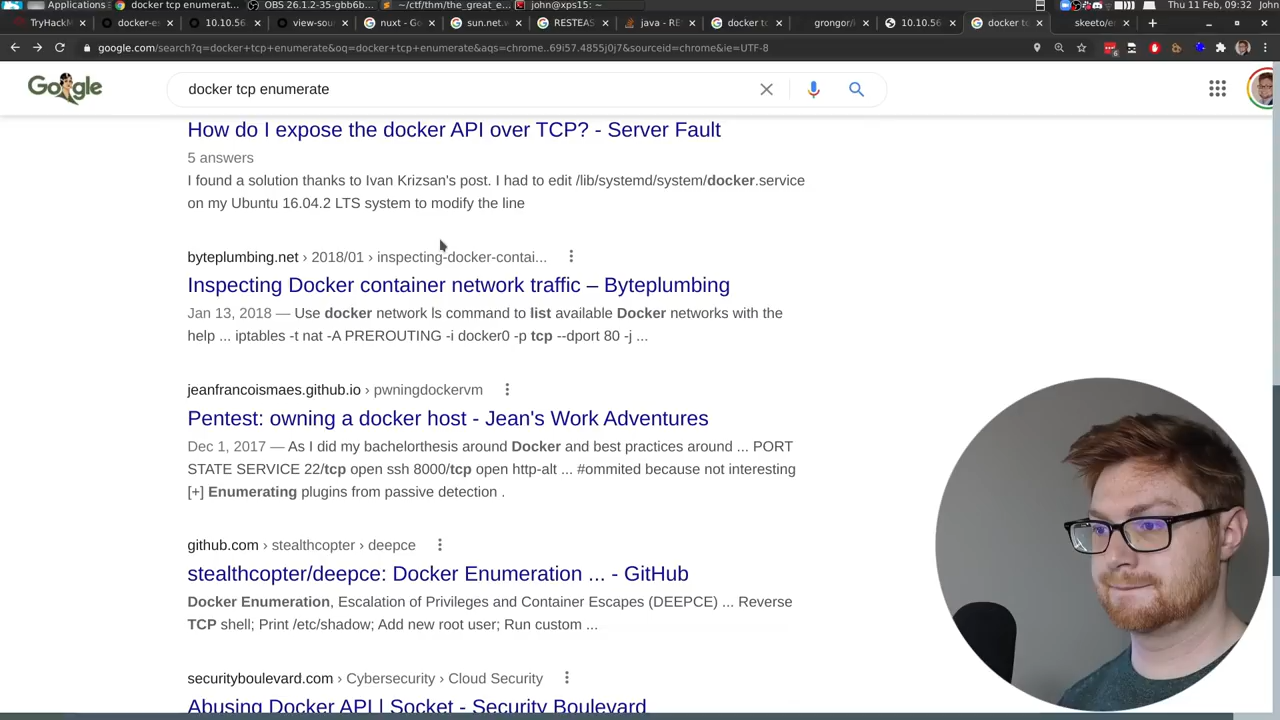 Applications
docker tcp enumerat...
OBS 26.1.2-35-gbb6b...
~/ctf/thm/the_great_e...
john@xps15: ~
Thu 11 Feb, 09:32
John
TryHackM
docker-es
10.10.56
view-sou
nuxt - Go
sun.net.w
RESTEAS
java - RES
docker tc
grongor/i
10.10.56
docker tc
skeeto/e
google.com/search?q=docker+tcp+enumerate&oq=docker+tcp+enumerate&aqs=chrome..69i57.4855j0j7&sourceid=chrome&ie=UTF-8
Google
docker tcp enumerate
How do I expose the docker API over TCP? - Server Fault
5 answers
I found a solution thanks to Ivan Krizsan's post. I had to edit /lib/systemd/system/docker.service
on my Ubuntu 16.04.2 LTS system to modify the line
byteplumbing.net › 2018/01 › inspecting-docker-contai...
Inspecting Docker container network traffic – Byteplumbing
Jan 13, 2018 — Use docker network ls command to list available Docker networks with the
help ... iptables -t nat -A PREROUTING -i docker0 -p tcp --dport 80 -j ...
jeanfrancoismaes.github.io › pwningdockervm
Pentest: owning a docker host - Jean's Work Adventures
Dec 1, 2017 — As I did my bachelorthesis around Docker and best practices around ... PORT
STATE SERVICE 22/tcp open ssh 8000/tcp open http-alt ... #ommited because not interesting
[+] Enumerating plugins from passive detection .
github.com › stealthcopter › deepce
stealthcopter/deepce: Docker Enumeration ... - GitHub
Docker Enumeration, Escalation of Privileges and Container Escapes (DEEPCE) ... Reverse
TCP shell; Print /etc/shadow; Add new root user; Run custom ...
securityboulevard.com › Cybersecurity › Cloud Security
Abusing Docker API | Socket - Security Boulevard